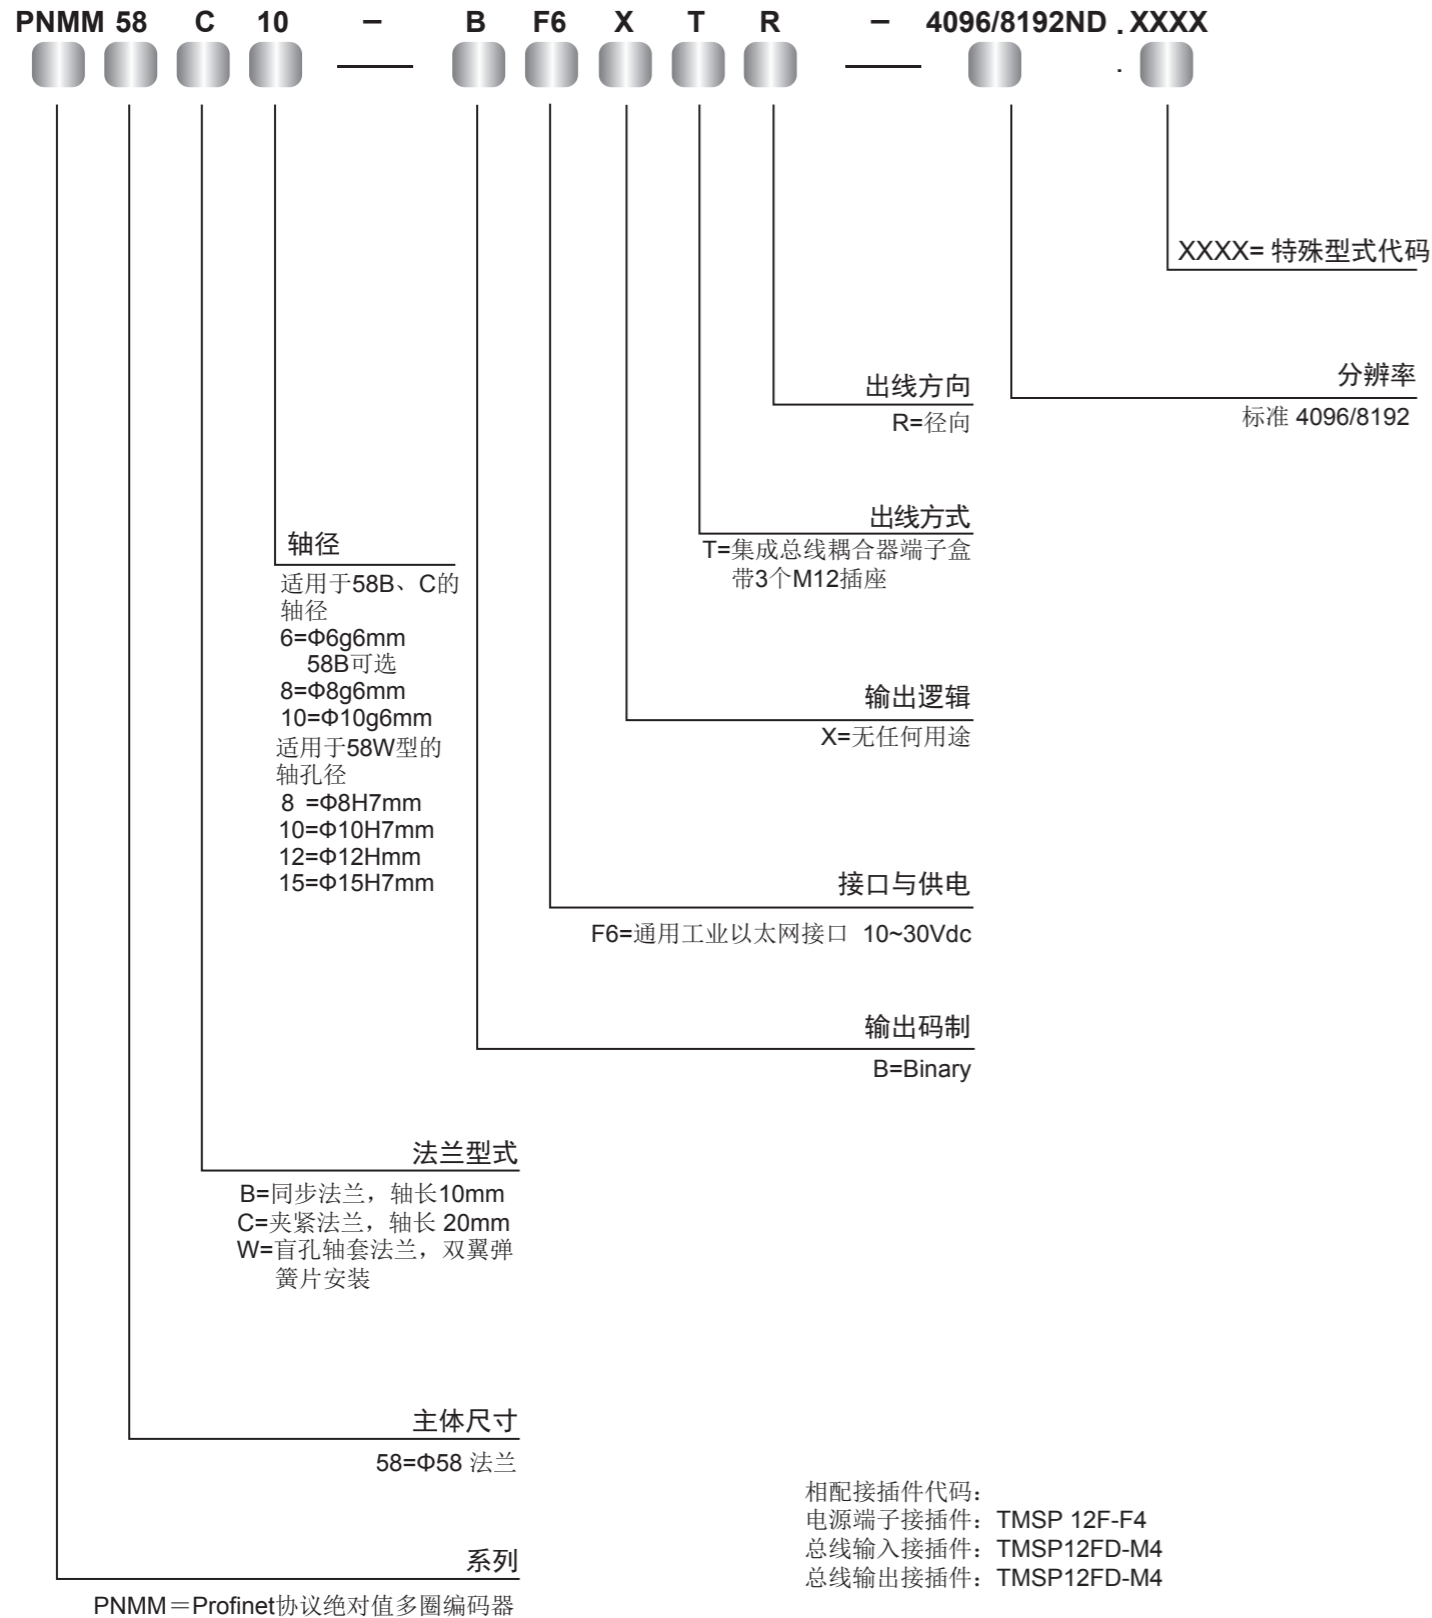 PNMM 58 C 10 – B F6 X T R – 4096/8192ND . XXXX
.
XXXX= 特殊型式代码
分辨率
标准 4096/8192
出线方向
R=径向
出线方式
T=集成总线耦合器端子盒
带3个M12插座
轴径
适用于58B、C的
轴径
6=Φ6g6mm
58B可选
8=Φ8g6mm
10=Φ10g6mm
适用于58W型的
轴孔径
8 =Φ8H7mm
10=Φ10H7mm
12=Φ12Hmm
15=Φ15H7mm
输出逻辑
X=无任何用途
接口与供电
F6=通用工业以太网接口 10~30Vdc
输出码制
B=Binary
法兰型式
B=同步法兰，轴长10mm
C=夹紧法兰，轴长 20mm
W=盲孔轴套法兰，双翼弹
簧片安装
主体尺寸
58=Φ58 法兰
系列
PNMM＝Profinet协议绝对值多圈编码器
相配接插件代码：
电源端子接插件：TMSP 12F-F4
总线输入接插件：TMSP12FD-M4
总线输出接插件：TMSP12FD-M4